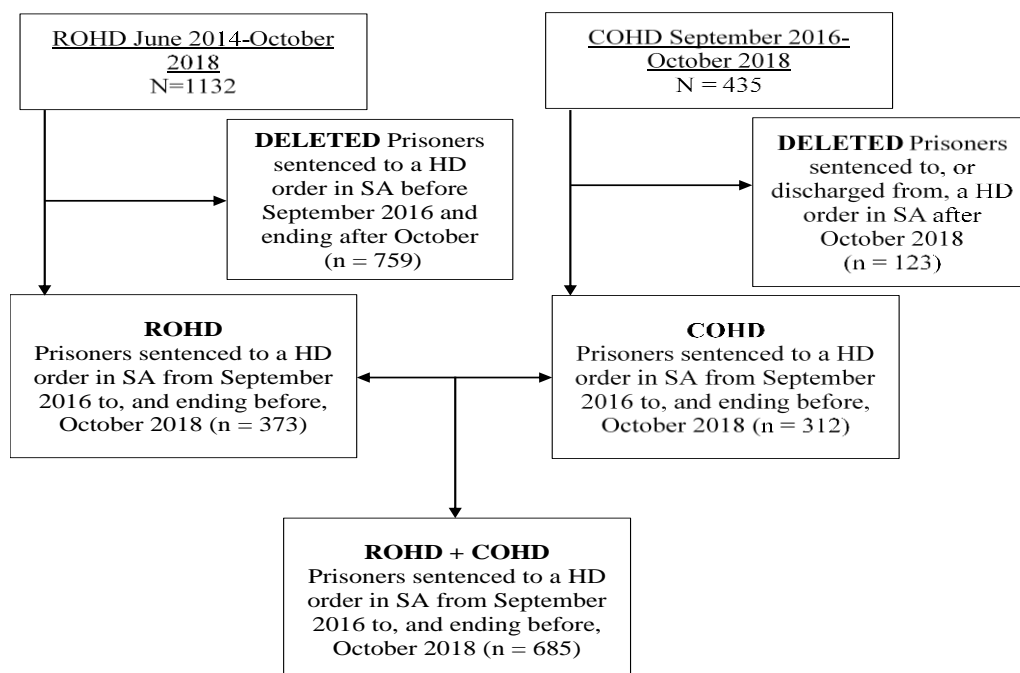 ROHD June 2014-October
2018
N=1132
COHD September 2016-
October 2018
N = 435
DELETED Prisoners
sentenced to a HD
order in SA before
September 2016 and
ending after October
(n = 759)
DELETED Prisoners
sentenced to, or
discharged from, a HD
order in SA after
October 2018
(n = 123)
ROHD
Prisoners sentenced to a HD
order in SA from September
2016 to, and ending before,
October 2018 (n = 373)
COHD
Prisoners sentenced to a HD
order in SA from September
2016 to, and ending before,
October 2018 (n = 312)
ROHD + COHD
Prisoners sentenced to a HD
order in SA from September
2016 to, and ending before,
October 2018 (n = 685)